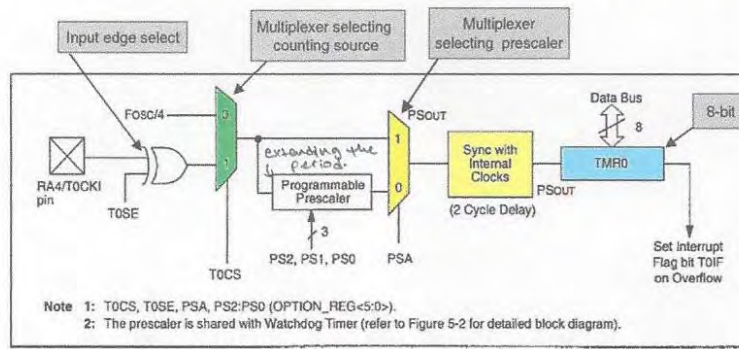 Input edge select
Multiplexer selecting
counting source
Multiplexer
selecting prescaler
8-bit
Data Bus
8
FOSC/4
0
1
PSOUT
1
0
extending the
period.
Programmable
Prescaler
3
PS2, PS1, PS0
Sync with
Internal
Clocks
(2 Cycle Delay)
PSOUT
TMR0
RA4/T0CKI
pin
T0SE
T0CS
PSA
Set Interrupt
Flag bit T0IF
on Overflow
Note 1: T0CS, T0SE, PSA, PS2:PS0 (OPTION_REG<5:0>).
2: The prescaler is shared with Watchdog Timer (refer to Figure 5-2 for detailed block diagram).